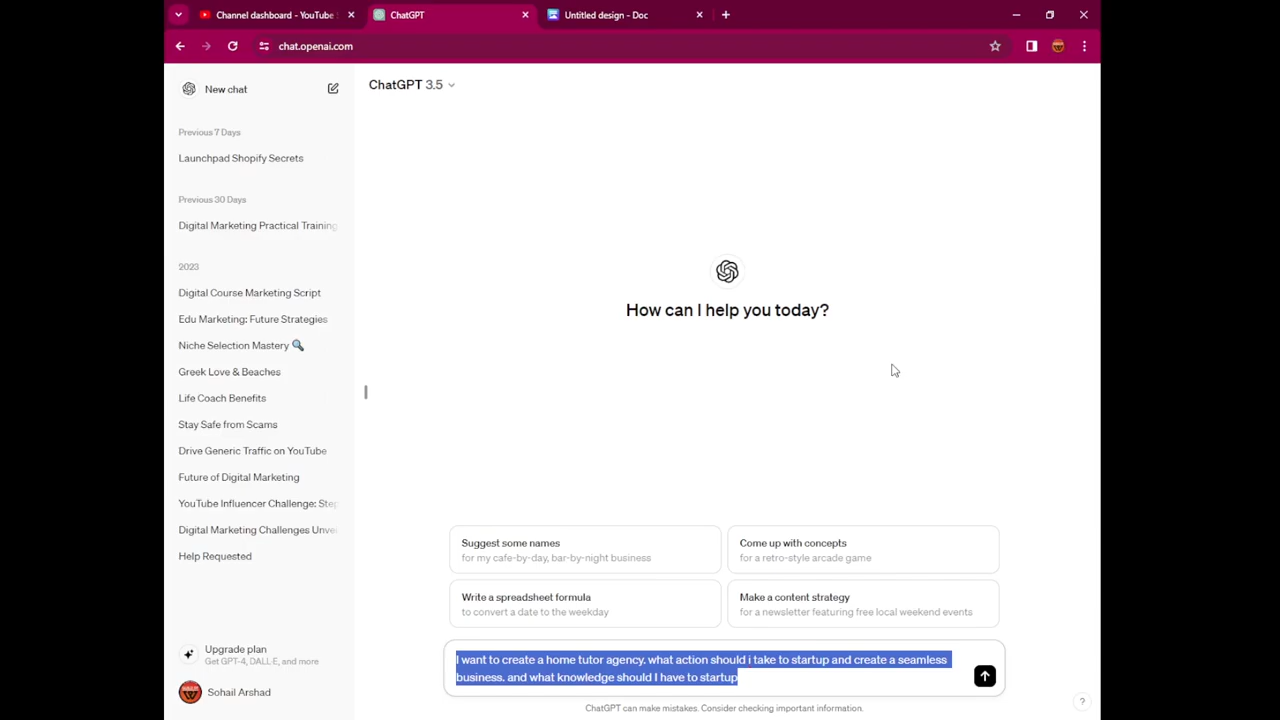 Channel dashboard - YouTube
ChatGPT
Untitled design - Doc
chat.openai.com
New chat
ChatGPT 3.5
Previous 7 Days
Launchpad Shopify Secrets
Previous 30 Days
Digital Marketing Practical Training
2023
Digital Course Marketing Script
Edu Marketing: Future Strategies
Niche Selection Mastery 🔍
Greek Love & Beaches
Life Coach Benefits
Stay Safe from Scams
Drive Generic Traffic on YouTube
Future of Digital Marketing
YouTube Influencer Challenge: Step
Digital Marketing Challenges Unve
Help Requested
Upgrade plan
Get GPT-4, DALL·E, and more
Sohail Arshad
How can I help you today?
Suggest some names
for my cafe-by-day, bar-by-night business
Come up with concepts
for a retro-style arcade game
Write a spreadsheet formula
to convert a date to the weekday
Make a content strategy
for a newsletter featuring free local weekend events
I want to create a home tutor agency. what action should i take to startup and create a seamless
business. and what knowledge should I have to startup
ChatGPT can make mistakes. Consider checking important information.
?